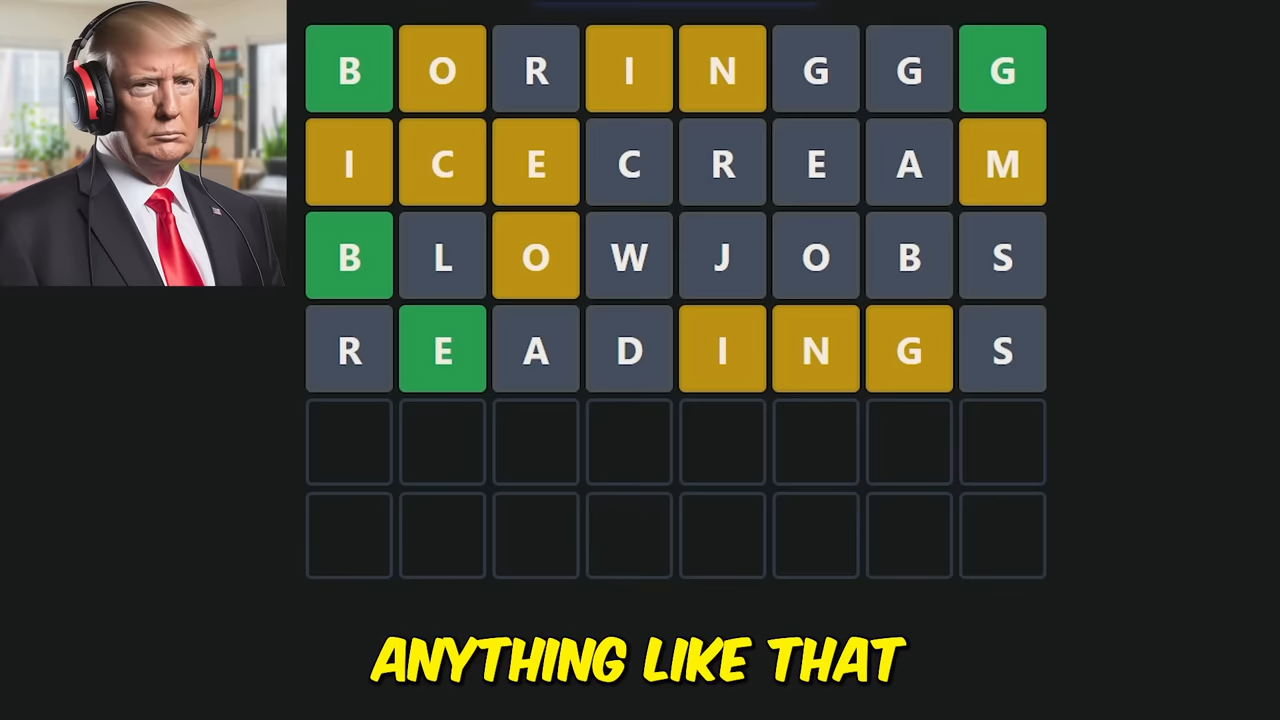 BORINGGG
ICECREAM
BLOWJOBS
READINGS
ANYTHING LIKE THAT